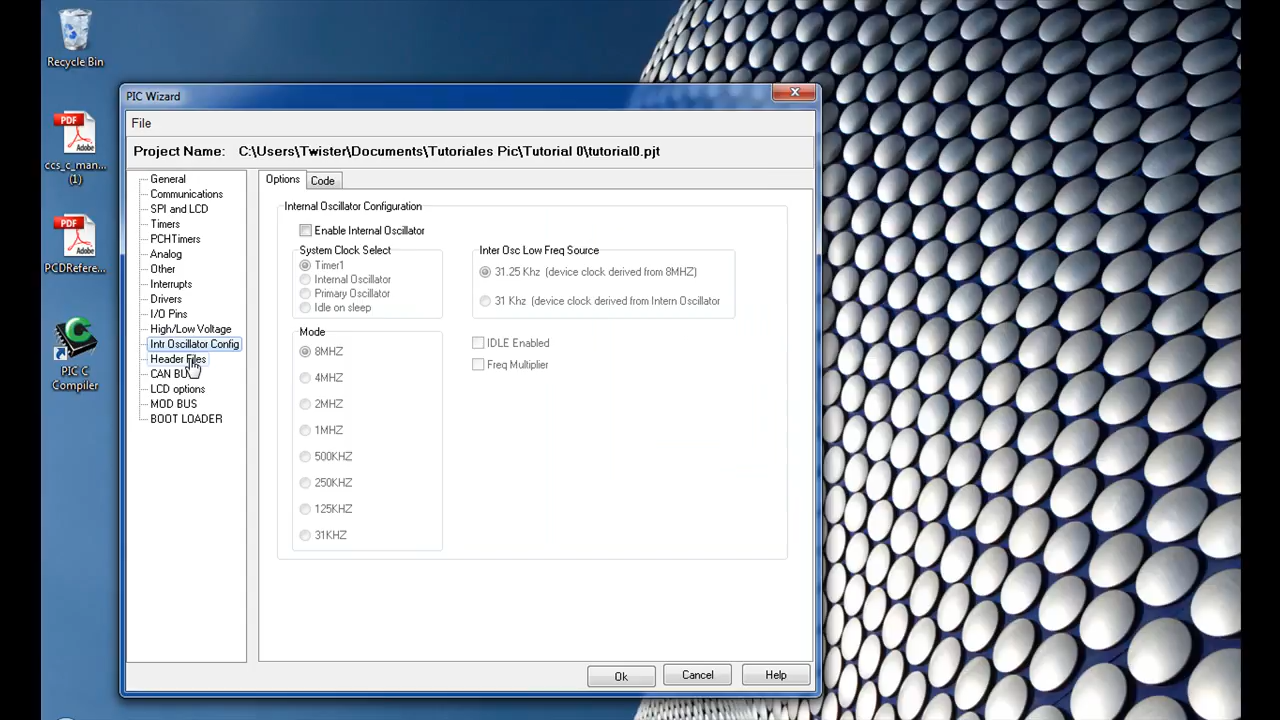 Recycle Bin
PDF
Adobe
ccs_c_man...
(1)
PDF
Adobe
PCDRefere...
PIC C
Compiler
PIC Wizard
File
Project Name: C:\Users\Twister\Documents\Tutoriales Pic\Tutorial 0\tutorial0.pjt
General
Communications
SPI and LCD
Timers
PCHTimers
Analog
Other
Interrupts
Drivers
I/O Pins
High/Low Voltage
Intr Oscillator Config
Header Files
CAN
LCD options
MOD BUS
BOOT LOADER
Options
Code
Internal Oscillator Configuration
Enable Internal Oscillator
System Clock Select
Timer1
Internal Oscillator
Primary Oscillator
Idle on sleep
Inter Osc Low Freq Source
31.25 Khz (device clock derived from 8MHZ)
31 Khz (device clock derived from Intern Oscillator
Mode
8MHZ
4MHZ
2MHZ
1MHZ
500KHZ
250KHZ
125KHZ
31KHZ
IDLE Enabled
Freq Multiplier
Ok
Cancel
Help